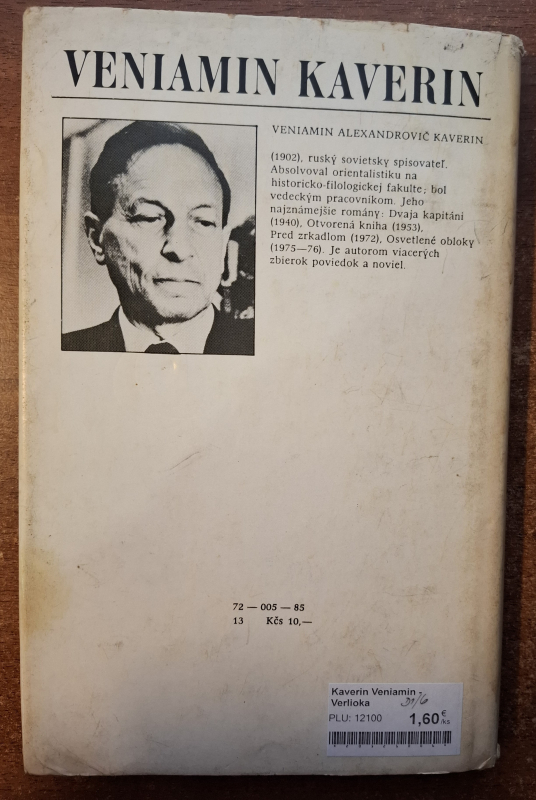 VENIAMIN KAVERIN
VENIAMIN ALEXANDROVIČ KAVERIN
(1902), ruský sovietsky spisovateľ.
Absolvoval orientalistiku na
historicko-filologickej fakulte; bol
vedeckým pracovníkom. Jeho
najznámejšie romány: Dvaja kapitáni
(1940), Otvorená kniha (1953),
Pred zrkadlom (1972), Osvetlené obloky
(1975—76). Je autorom viacerých
zbierok poviedok a noviel.
72 — 005 — 85
13 Kčs 10,—
Kaverin Veniamin
Verlioka
PLU: 12100 1,60 €/ks